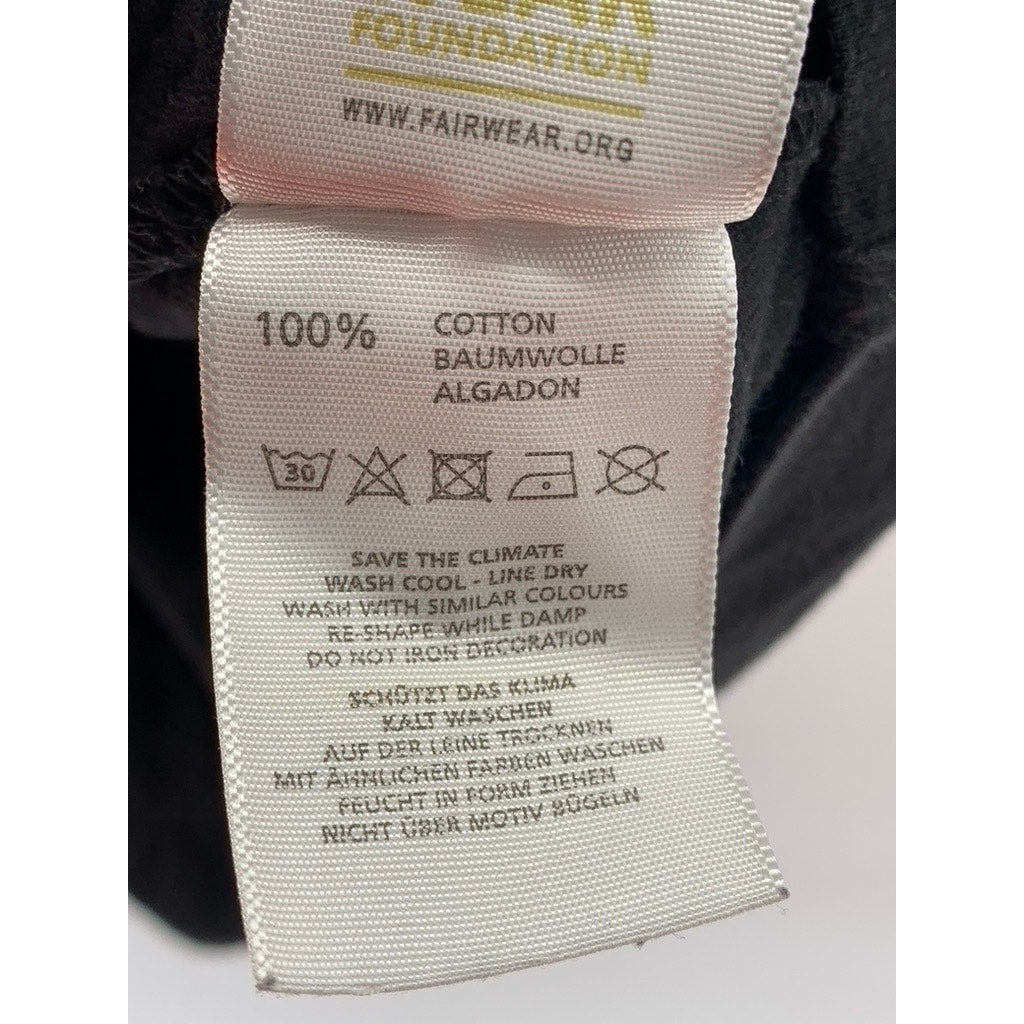 FOUNDATION
WWW.FAIRWEAR.ORG
100% COTTON
BAUMWOLLE
ALGADON
30
SAVE THE CLIMATE
WASH COOL - LINE DRY
WASH WITH SIMILAR COLOURS
RE-SHAPE WHILE DAMP
DO NOT IRON DECORATION
SCHÜTZT DAS KLIMA
KALT WASCHEN
AUF DER LEINE TROCKNEN
MIT ÄHNLICHEN FARBEN WASCHEN
FEUCHT IN FORM ZIEHEN
NICHT ÜBER MOTIV BÜGELN